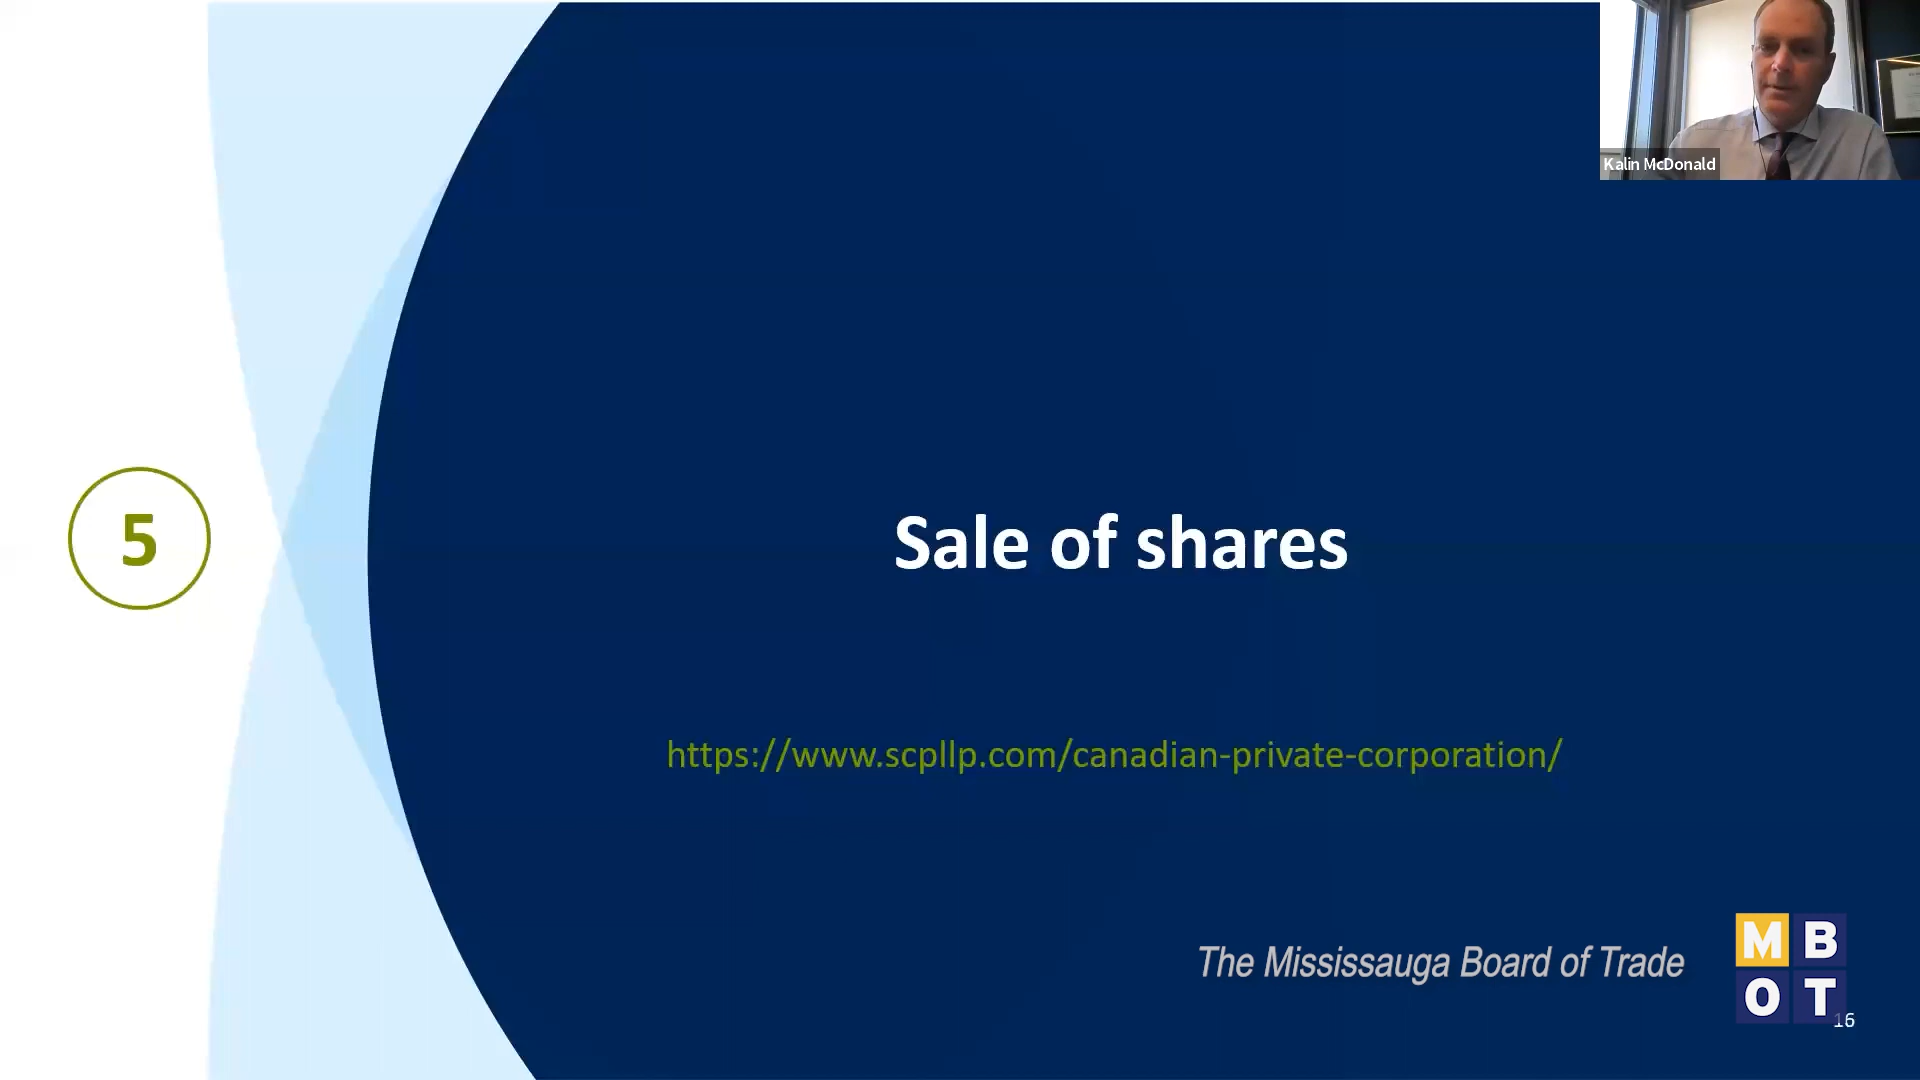 Kalin McDonald
5
Sale of shares
https://www.scpllp.com/canadian-private-corporation/
The Mississauga Board of Trade
M B
O T
16